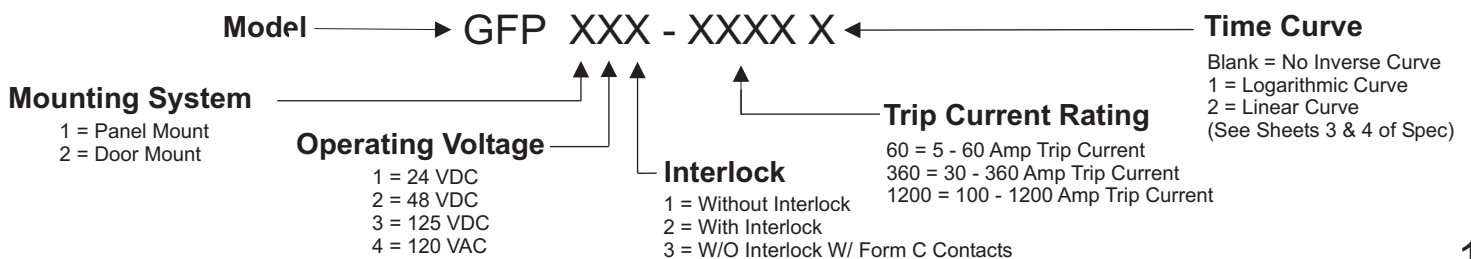 Model
GFP XXX - XXXX X
Time Curve
Blank = No Inverse Curve
1 = Logarithmic Curve
2 = Linear Curve
(See Sheets 3 & 4 of Spec)
Mounting System
1 = Panel Mount
2 = Door Mount
Operating Voltage
1 = 24 VDC
2 = 48 VDC
3 = 125 VDC
4 = 120 VAC
Interlock
1 = Without Interlock
2 = With Interlock
3 = W/O Interlock W/ Form C Contacts
Trip Current Rating
60 = 5 - 60 Amp Trip Current
360 = 30 - 360 Amp Trip Current
1200 = 100 - 1200 Amp Trip Current